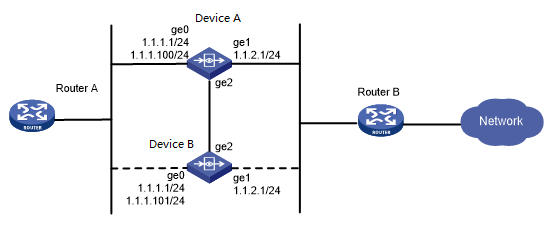 Device A
ge0
1.1.1.1/24
1.1.1.100/24
ge1
1.1.2.1/24
ge2
Router A
ROUTER
Router B
ROUTER
Network
Device B
ge2
ge0
1.1.1.1/24
1.1.1.101/24
ge1
1.1.2.1/24